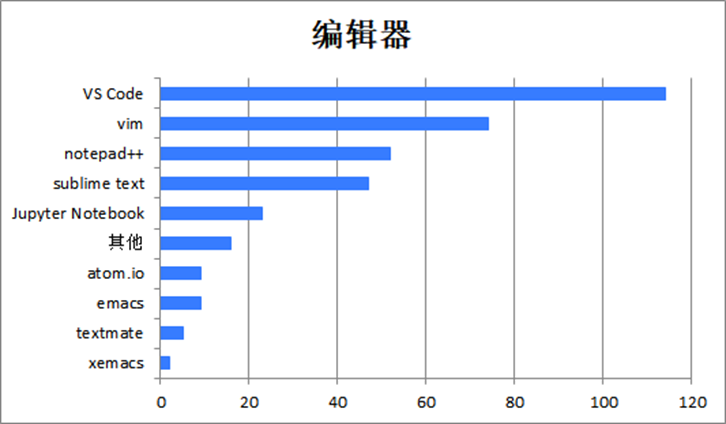 编辑器
VS Code
vim
notepad++
sublime text
Jupyter Notebook
其他
atom.io
emacs
textmate
xemacs
0 20 40 60 80 100 120